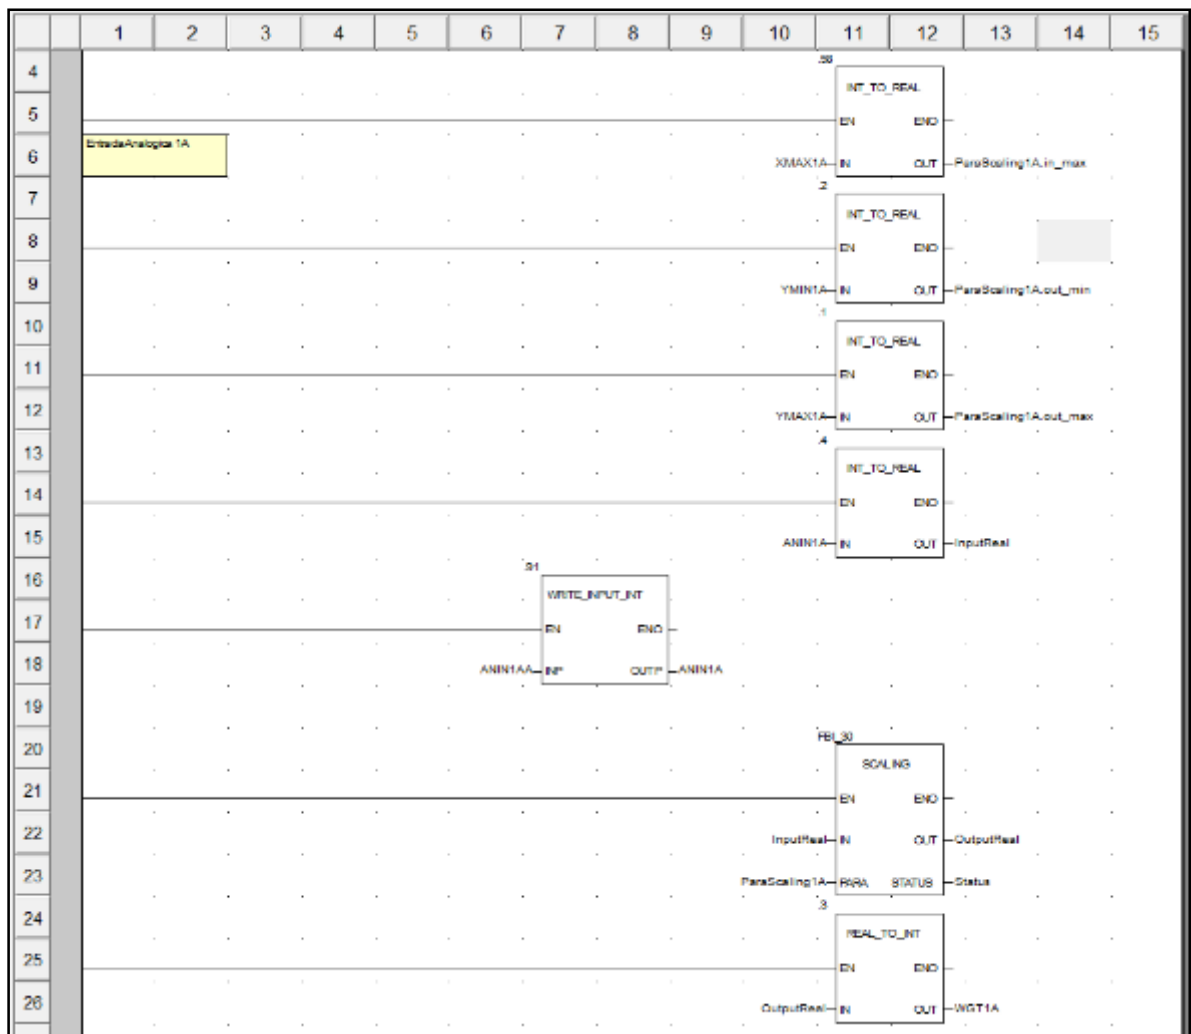 1 2 3 4 5 6 7 8 9 10 11 12 13 14 15
4
.59
INT_TO_REAL
5
EN ENO
EntradaAnalogica 1A
6
XMAX1A IN OUT ParaScaling1A.in_max
7
.2
INT_TO_REAL
8
EN ENO
9
YMIN1A IN OUT ParaScaling1A.out_min
10
.1
INT_TO_REAL
11
EN ENO
12
YMAX1A IN OUT ParaScaling1A.out_max
13
.4
INT_TO_REAL
14
EN ENO
15
ANIN1A IN OUT InputReal
16
.91
WRITE_INPUT_INT
17
EN ENO
18
ANIN1AA INP OUTP ANIN1A
19
20
FBI_30
SCALING
21
EN ENO
22
InputReal IN OUT OutputReal
23
ParaScaling1A PARA STATUS Status
24
.3
REAL_TO_INT
25
EN ENO
26
OutputReal IN OUT WGT1A